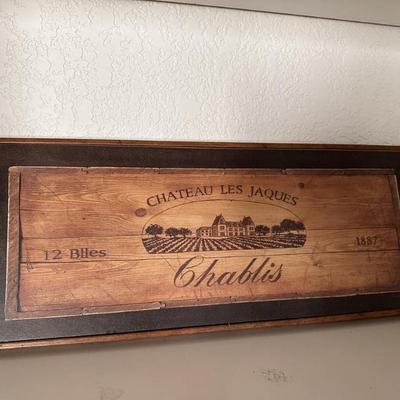 CHATEAU LES JAQUES
12 Blles 1887
Chablis